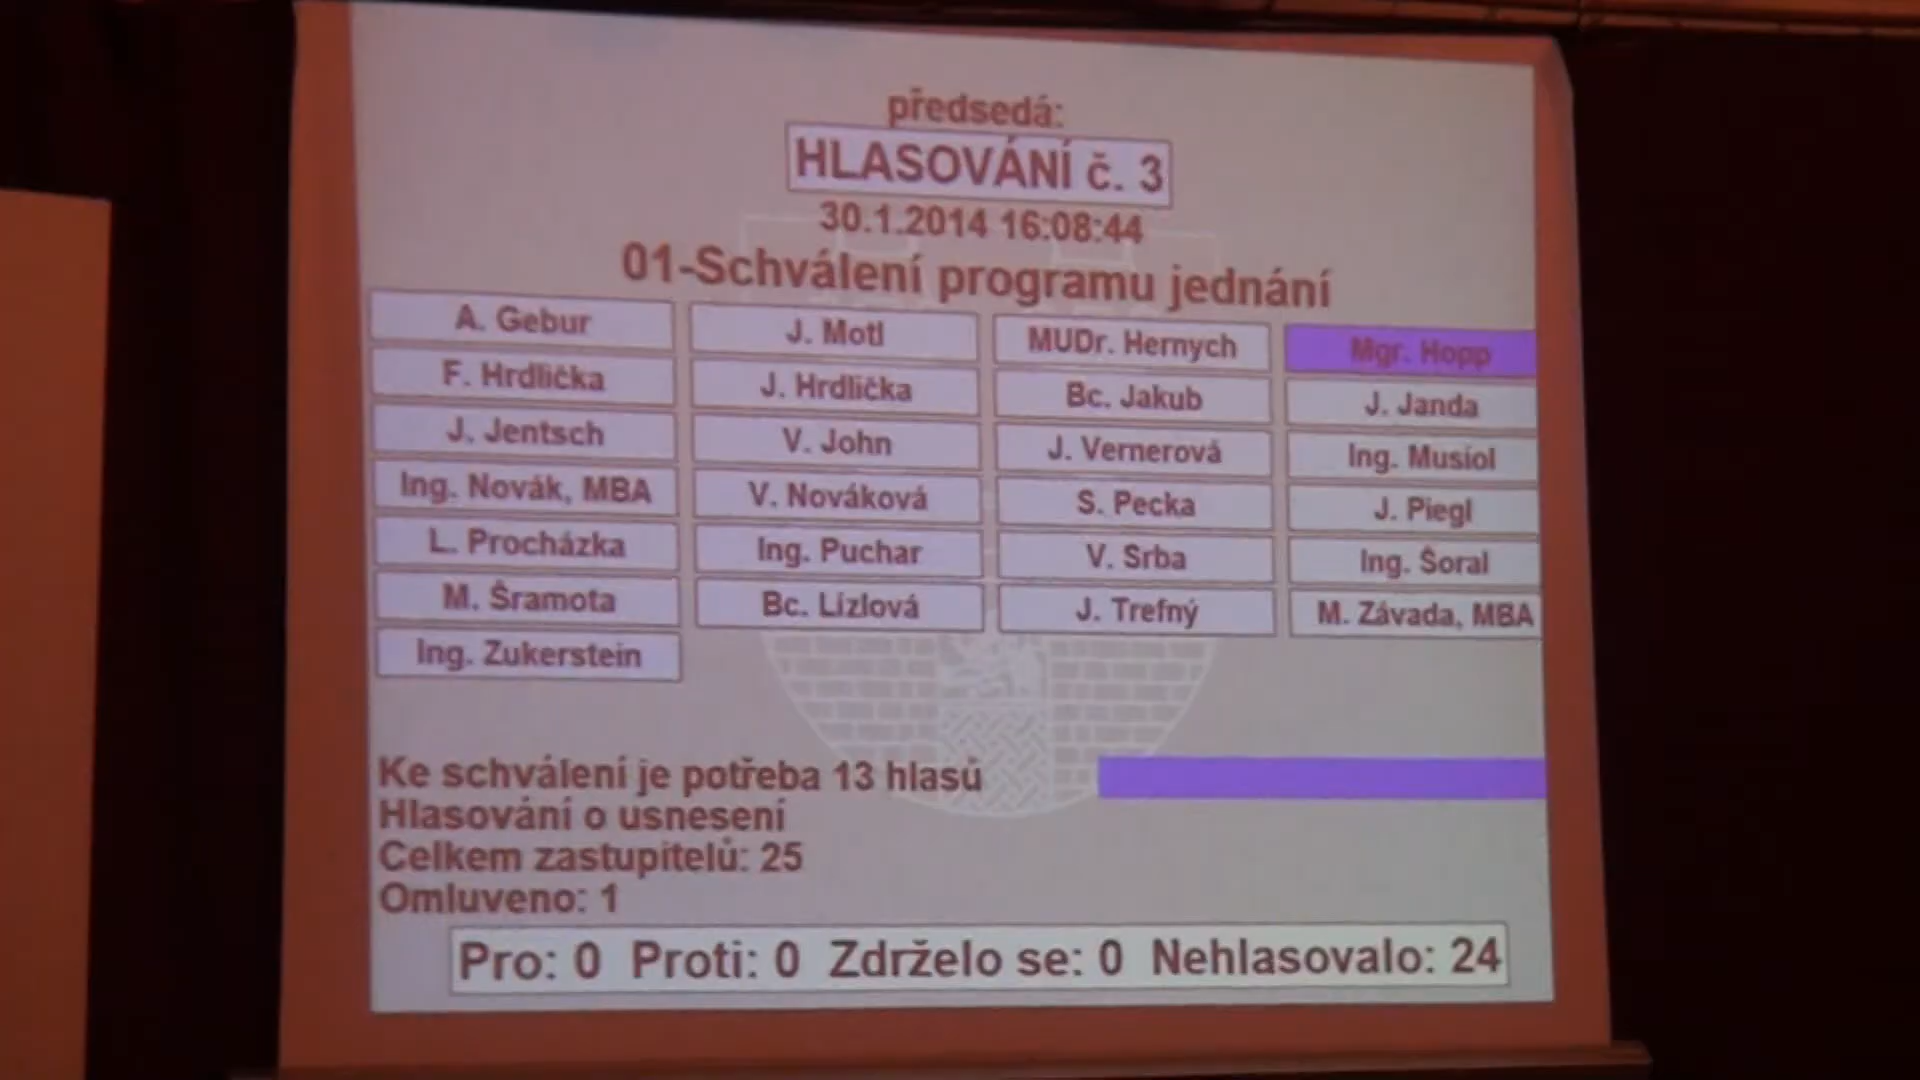 předsedá:
HLASOVÁNÍ č. 3
30.1.2014 16:08:44
01-Schválení programu jednání
A. Gebur J. Motl MUDr. Hernych Mgr. Hopp
F. Hrdlička J. Hrdlička Bc. Jakub J. Janda
J. Jentsch V. John J. Vernerová Ing. Musiol
Ing. Novák, MBA V. Nováková S. Pecka J. Piegl
L. Procházka Ing. Puchar V. Srba Ing. Šoral
M. Šramota Bc. Lízlová J. Trefný M. Závada, MBA
Ing. Zukerstein
Ke schválení je potřeba 13 hlasů
Hlasování o usnesení
Celkem zastupitelů: 25
Omluveno: 1
Pro: 0 Proti: 0 Zdrželo se: 0 Nehlasovalo: 24